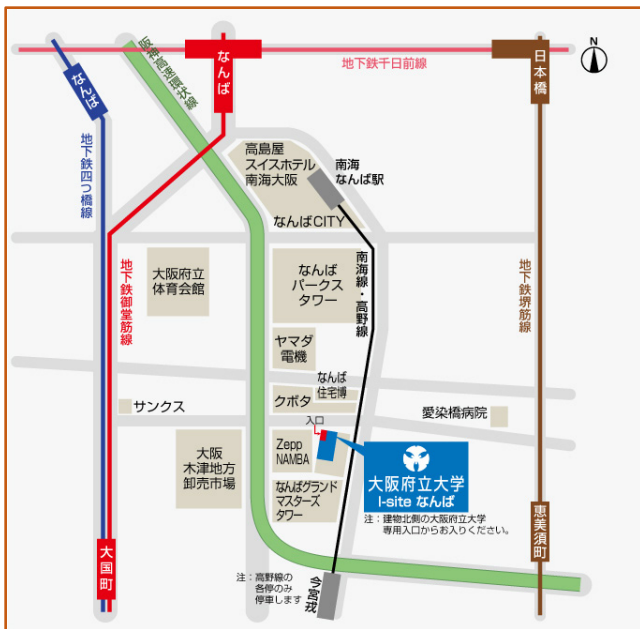 なんば
阪神高速環状線
なんば
地下鉄千日前線
日本橋
N
地下鉄四つ橋線
高島屋
スイスホテル
南海大阪
南海
なんば駅
なんばCITY
地下鉄御堂筋線
大阪府立
体育会館
なんば
パークス
タワー
南海線・高野線
地下鉄堺筋線
ヤマダ
電機
なんば
住宅博
サンクス
クボタ
愛染橋病院
入口
大阪
木津地方
卸売市場
Zepp
NAMBA
大阪府立大学
I-site なんば
なんばグランド
マスターズ
タワー
注：建物北側の大阪府立大学
専用入口からお入りください。
大国町
恵美須町
注：高野線の
各停のみ
停車します
今宮戎